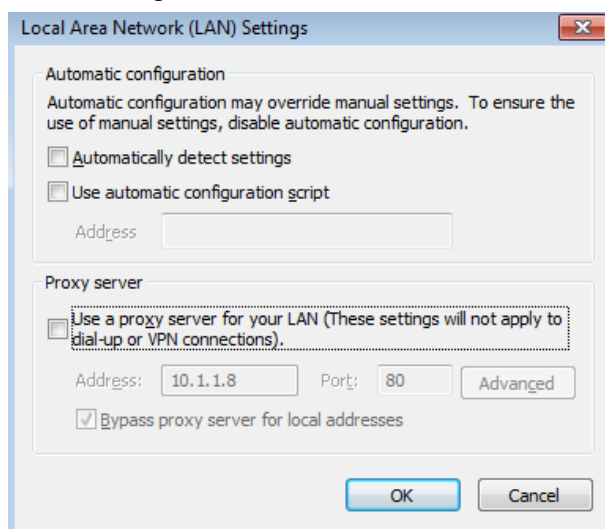 Local Area Network (LAN) Settings
Automatic configuration
Automatic configuration may override manual settings. To ensure the
use of manual settings, disable automatic configuration.
Automatically detect settings
Use automatic configuration script
Address
Proxy server
Use a proxy server for your LAN (These settings will not apply to
dial-up or VPN connections).
Address: 10.1.1.8 Port: 80 Advanced
Bypass proxy server for local addresses
OK Cancel